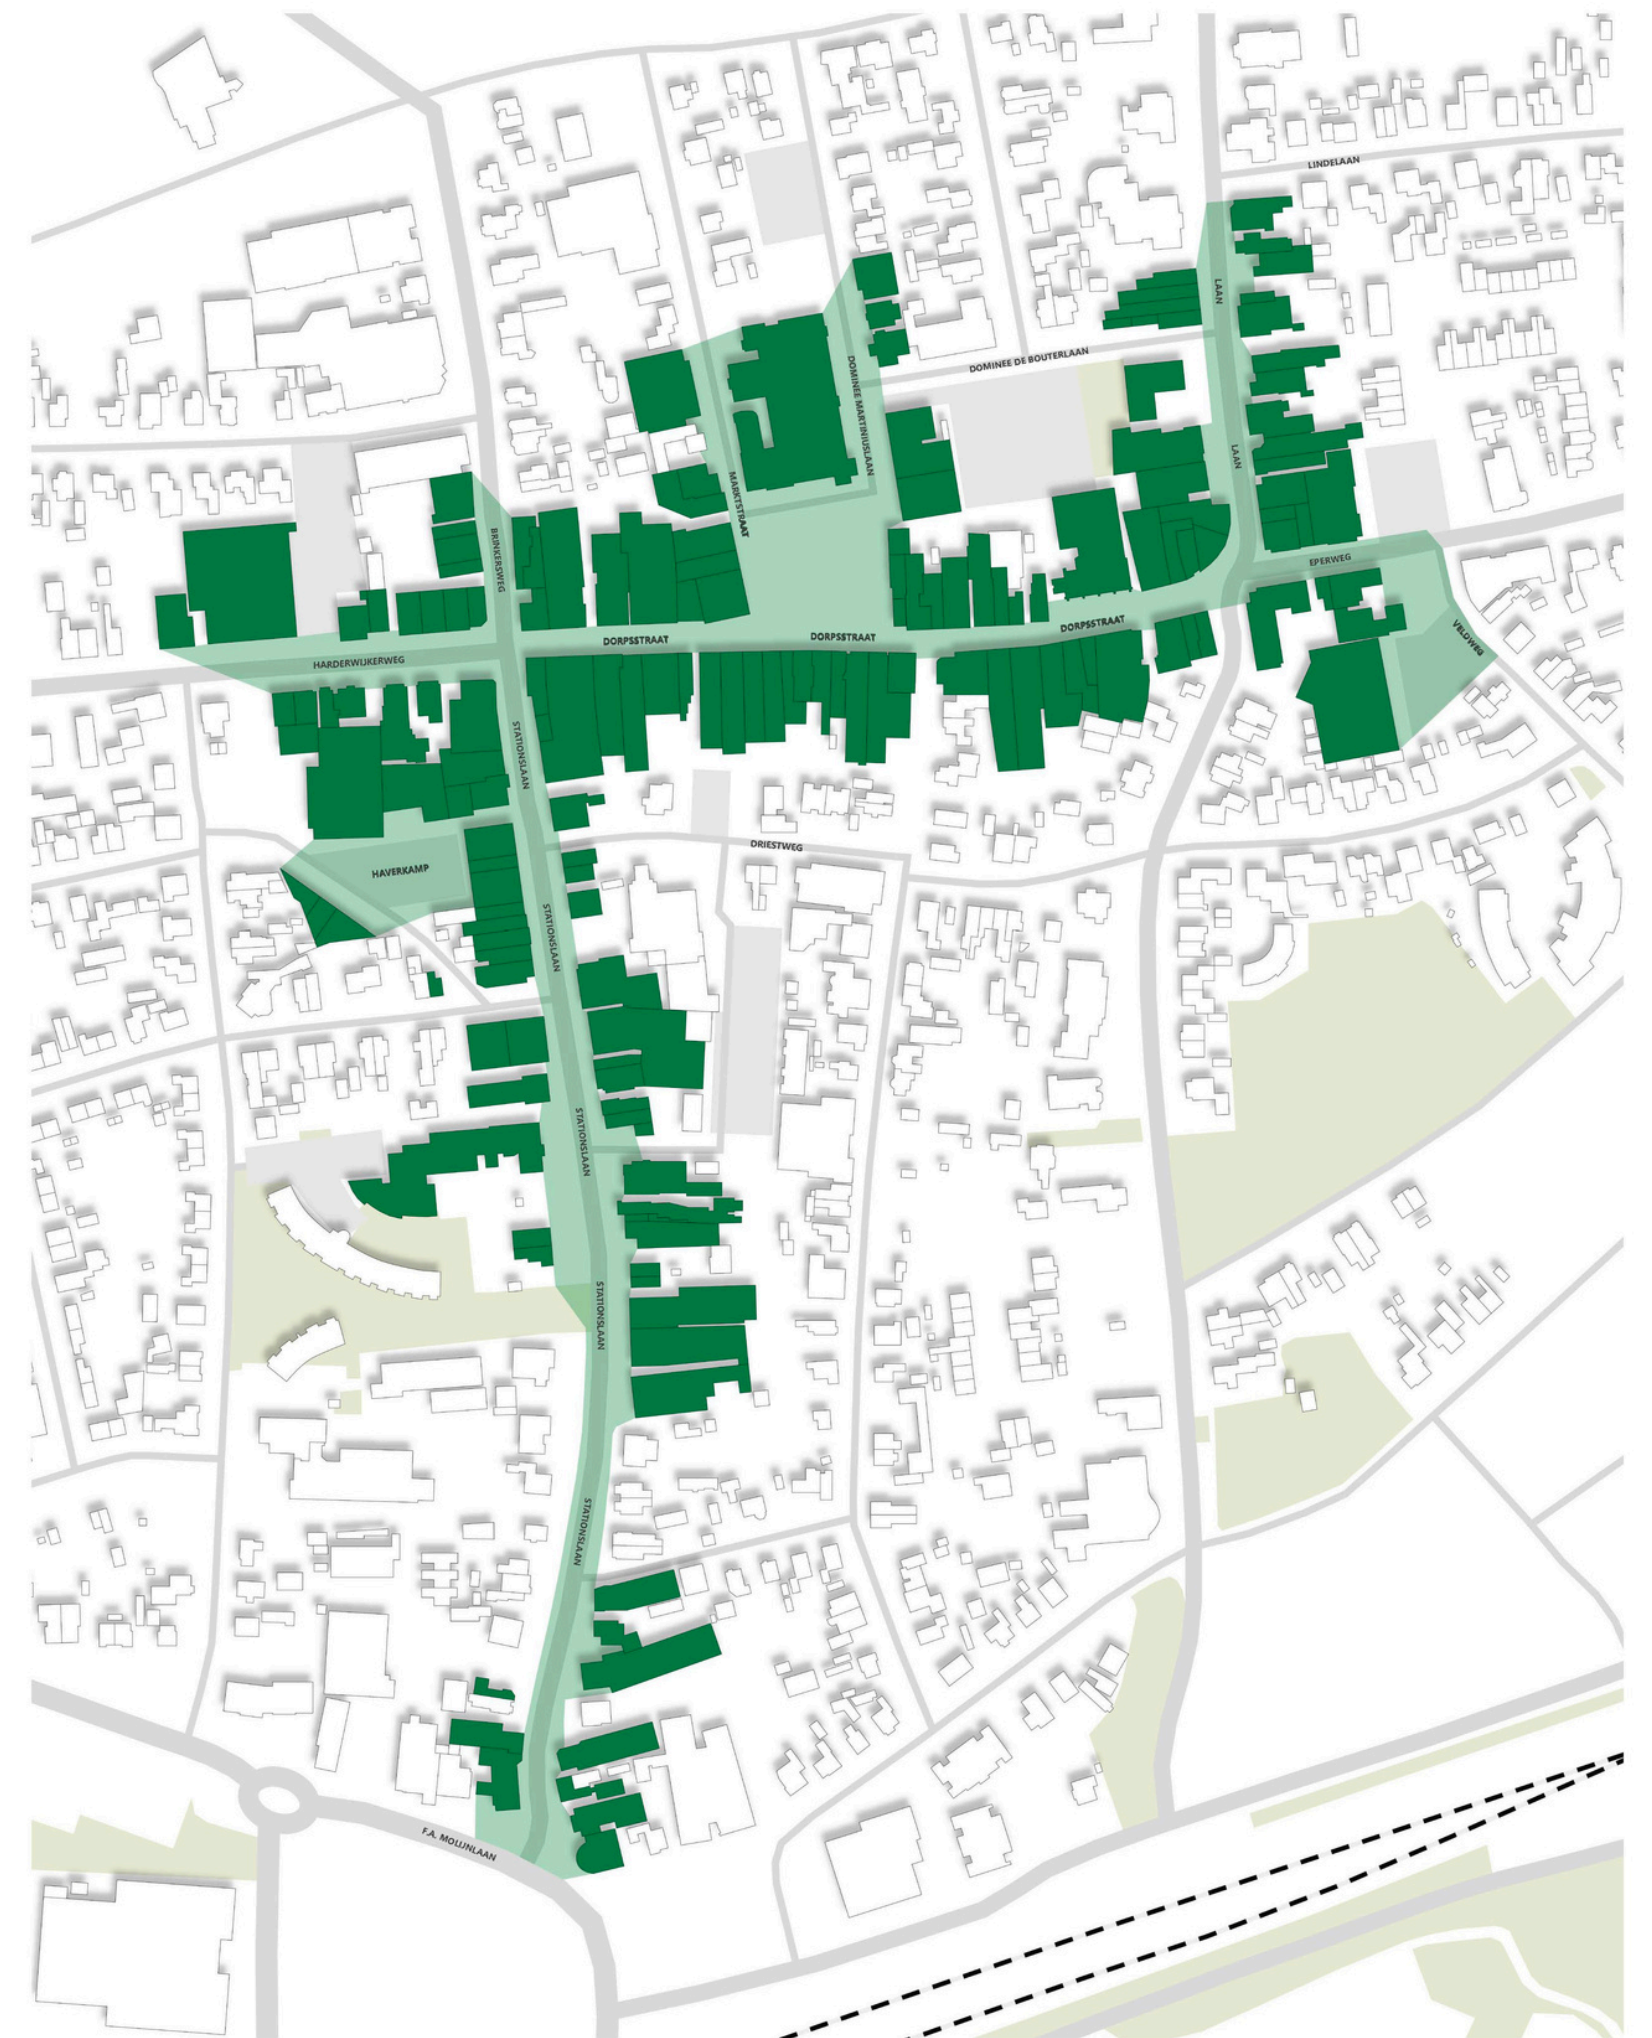 LINDELAAN
LAAN
DOMINEE DE BOUTERLAAN
DOMINEE MARTINIUSLAAN
LAAN
MARKTSTRAAT
BRINKERSWEG
EPERWEG
DORPSSTRAAT
DORPSSTRAAT
DORPSSTRAAT
VELDWEG
HARDERWIJKERWEG
STATIONSLAAN
DRIESTWEG
HAVERKAMP
STATIONSLAAN
STATIONSLAAN
STATIONSLAAN
STATIONSLAAN
F.A. MOLIJNLAAN